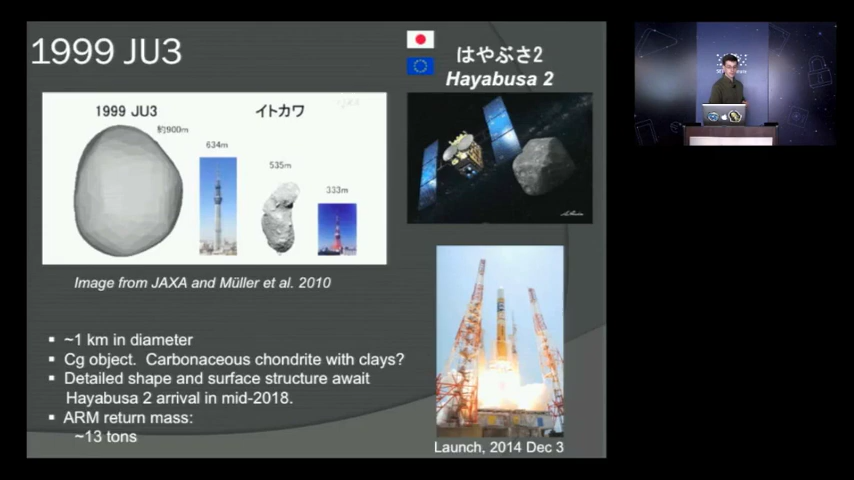 1999 JU3
はやぶさ2
Hayabusa 2
1999 JU3
イトカワ
約900m
634m
535m
333m
Image from JAXA and Müller et al. 2010
▪ ~1 km in diameter
▪ Cg object. Carbonaceous chondrite with clays?
▪ Detailed shape and surface structure await
Hayabusa 2 arrival in mid-2018.
▪ ARM return mass:
~13 tons
Launch, 2014 Dec 3